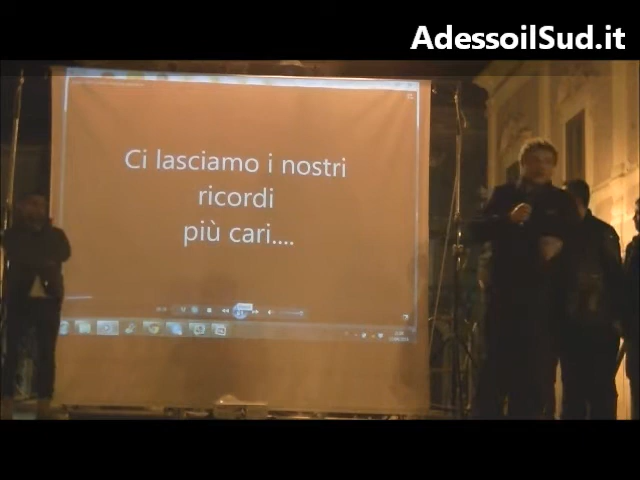 AdessoilSud.it
Ci lasciamo i nostri
ricordi
più cari....